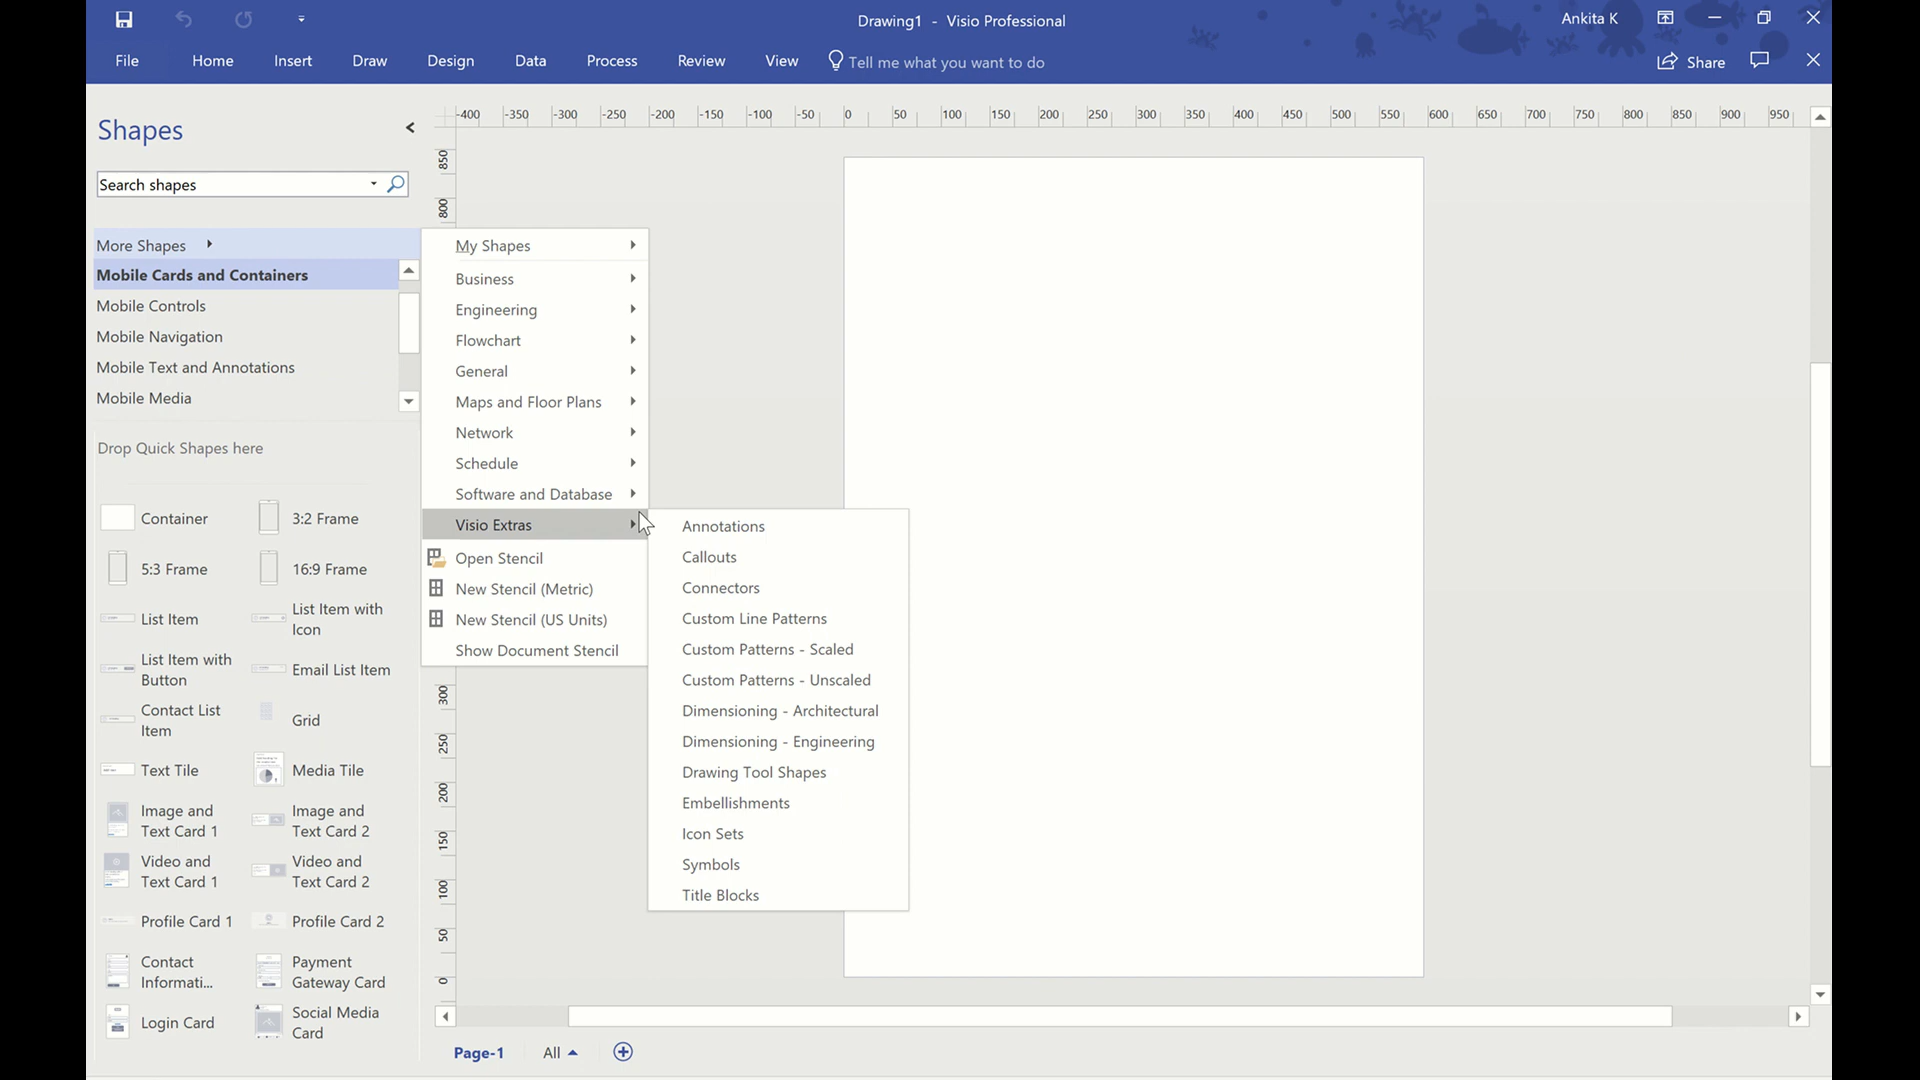 Drawing1 - Visio Professional
Ankita K
File Home Insert Draw Design Data Process Review View Tell me what you want to do
Share
Shapes
Search shapes
More Shapes
Mobile Cards and Containers
Mobile Controls
Mobile Navigation
Mobile Text and Annotations
Mobile Media
Drop Quick Shapes here
Container
3:2 Frame
5:3 Frame
16:9 Frame
List Item
List Item with
Icon
List Item with
Button
Email List Item
Contact List
Item
Grid
Text Tile
Media Tile
Image and
Text Card 1
Image and
Text Card 2
Video and
Text Card 1
Video and
Text Card 2
Profile Card 1
Profile Card 2
Contact
Informati...
Payment
Gateway Card
Login Card
Social Media
Card
My Shapes
Business
Engineering
Flowchart
General
Maps and Floor Plans
Network
Schedule
Software and Database
Visio Extras
Open Stencil
New Stencil (Metric)
New Stencil (US Units)
Show Document Stencil
Annotations
Callouts
Connectors
Custom Line Patterns
Custom Patterns - Scaled
Custom Patterns - Unscaled
Dimensioning - Architectural
Dimensioning - Engineering
Drawing Tool Shapes
Embellishments
Icon Sets
Symbols
Title Blocks
-400 -350 -300 -250 -200 -150 -100 -50 0 50 100 150 200 250 300 350 400 450 500 550 600 650 700 750 800 850 900 950
850
800
300
250
200
150
100
50
0
Page-1 All